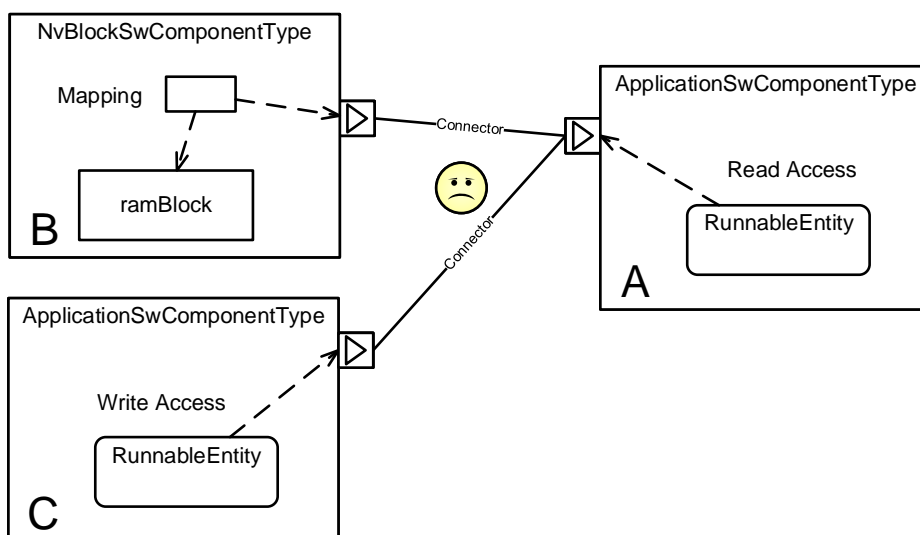 NvBlockSwComponentType
Mapping
ramBlock
B
Connector
Connector
ApplicationSwComponentType
Read Access
RunnableEntity
A
ApplicationSwComponentType
Write Access
RunnableEntity
C